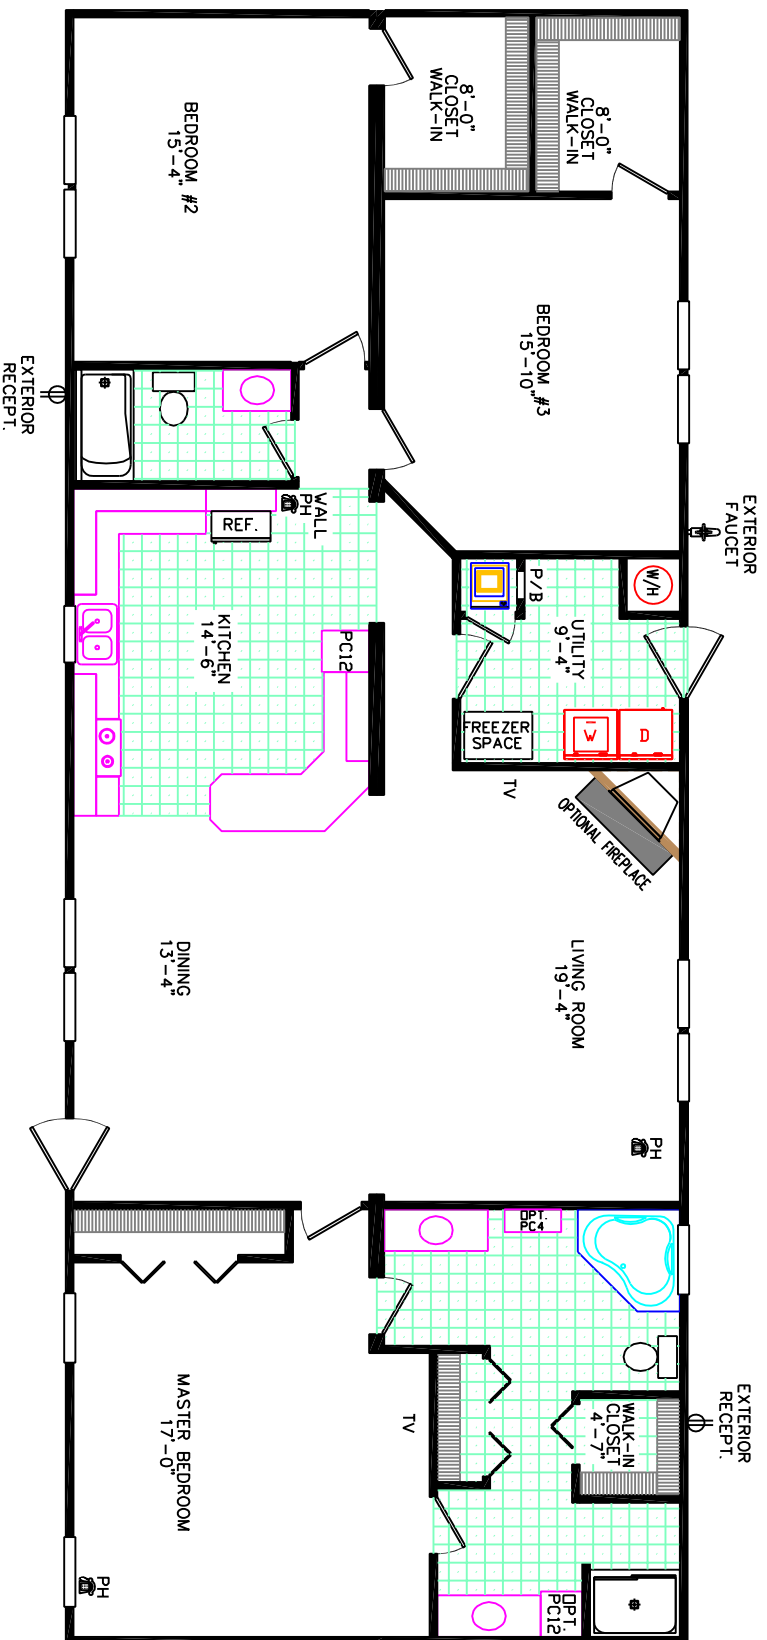 8'-0"
CLOSET
WALK-IN
8'-0"
CLOSET
WALK-IN
BEDROOM #2
15'-4"
BEDROOM #3
15'-10"
EXTERIOR
RECEPT.
EXTERIOR
FAUCET
WALL
PH
REF.
P/B
W/H
UTILITY
9'-4"
KITCHEN
14'-6"
PC12
FREEZER
SPACE
W
D
TV
OPTIONAL FIREPLACE
DINING
13'-4"
LIVING ROOM
19'-4"
PH
OPT.
PC4
MASTER BEDROOM
17'-0"
TV
WALK-IN
CLOSET
4'-7"
EXTERIOR
RECEPT.
PH
OPT.
PC12